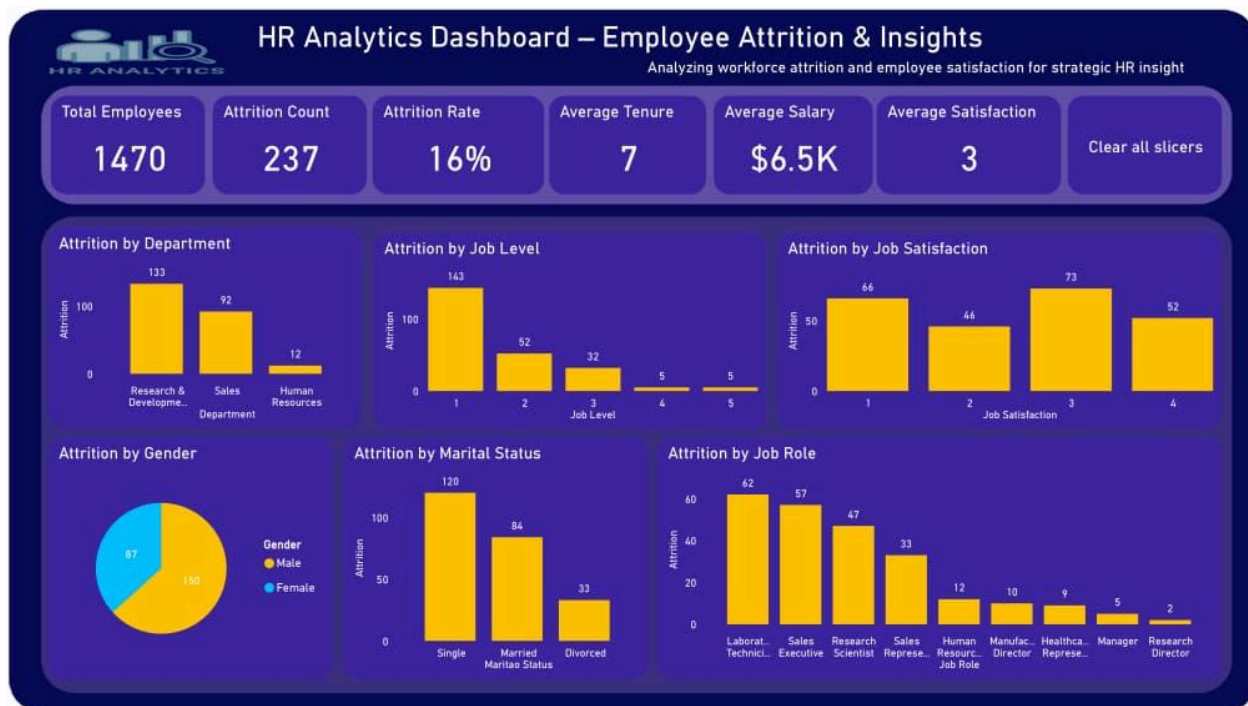 HR ANALYTICS
HR Analytics Dashboard – Employee Attrition & Insights
Analyzing workforce attrition and employee satisfaction for strategic HR insight
Total Employees
1470
Attrition Count
237
Attrition Rate
16%
Average Tenure
7
Average Salary
$6.5K
Average Satisfaction
3
Clear all slicers
Attrition by Department
Attrition
100
0
133
92
12
Research &
Developme...
Sales
Human
Resources
Department
Attrition by Job Level
Attrition
100
0
143
52
32
5
5
1
2
3
4
5
Job Level
Attrition by Job Satisfaction
Attrition
50
0
66
46
73
52
1
2
3
4
Job Satisfaction
Attrition by Gender
87
150
Gender
Male
Female
Attrition by Marital Status
Attrition
100
50
0
120
84
33
Single
Married
Divorced
Maritao Status
Attrition by Job Role
Attrition
60
40
20
0
62
57
47
33
12
10
9
5
2
Laborat...
Technici...
Sales
Executive
Research
Scientist
Sales
Represe...
Human
Resourc...
Manufac...
Director
Healthca...
Represe...
Manager
Research
Director
Job Role